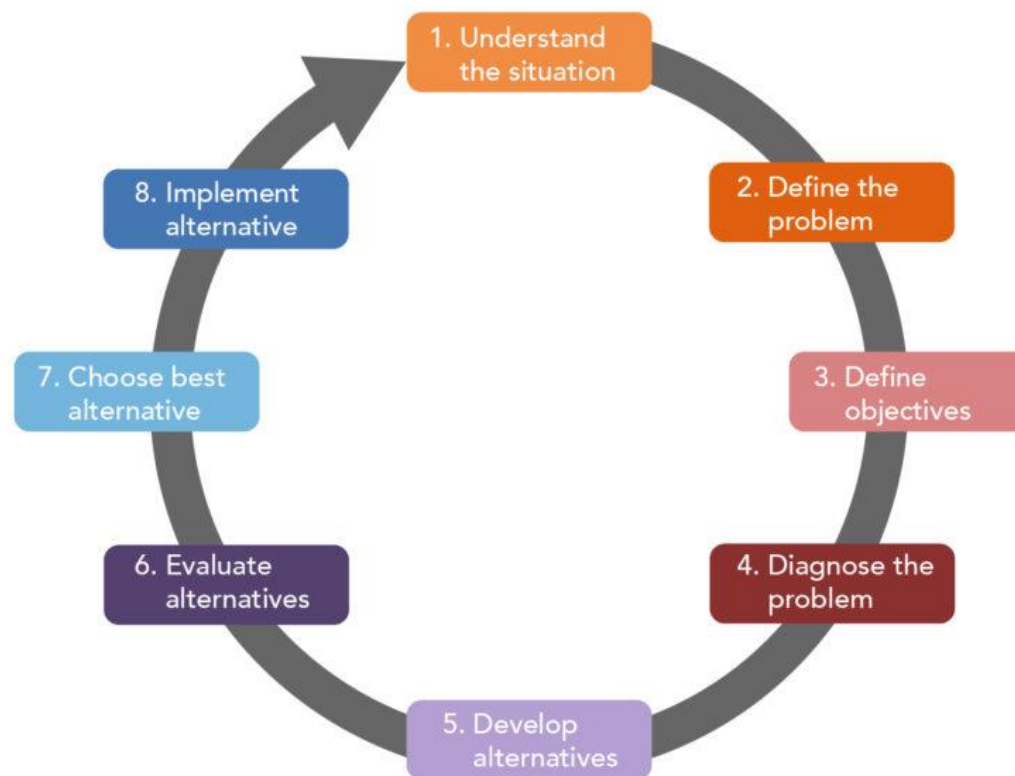 1. Understand
the situation
2. Define the
problem
3. Define
objectives
4. Diagnose the
problem
5. Develop
alternatives
6. Evaluate
alternatives
7. Choose best
alternative
8. Implement
alternative